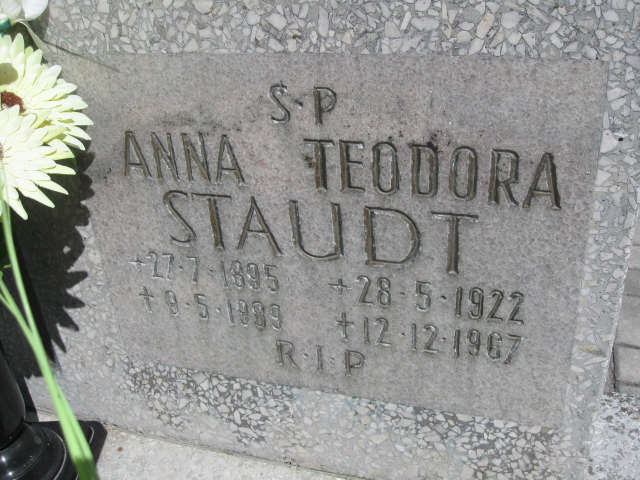 S·P
ANNA TEODORA
STAUDT
+27·7·1895 +28·5·1922
+9·5·1989 +12·12·1967
R·I·P